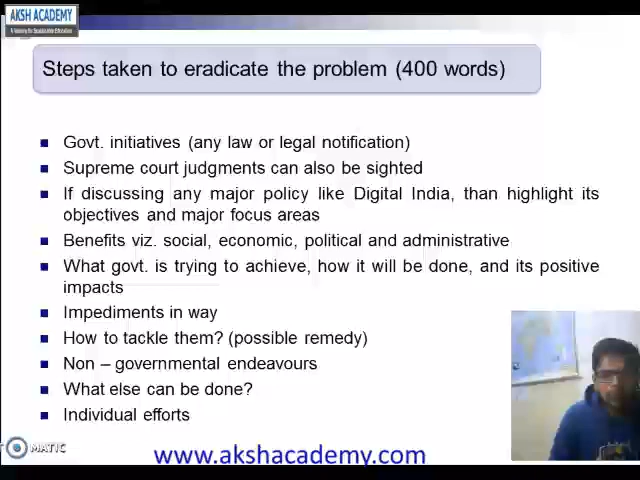 AKSH ACADEMY
Steps taken to eradicate the problem (400 words)
Govt. initiatives (any law or legal notification)
Supreme court judgments can also be sighted
If discussing any major policy like Digital India, than highlight its
objectives and major focus areas
Benefits viz. social, economic, political and administrative
What govt. is trying to achieve, how it will be done, and its positive
impacts
Impediments in way
How to tackle them? (possible remedy)
Non – governmental endeavours
What else can be done?
Individual efforts
MATIC
www.akshacademy.com